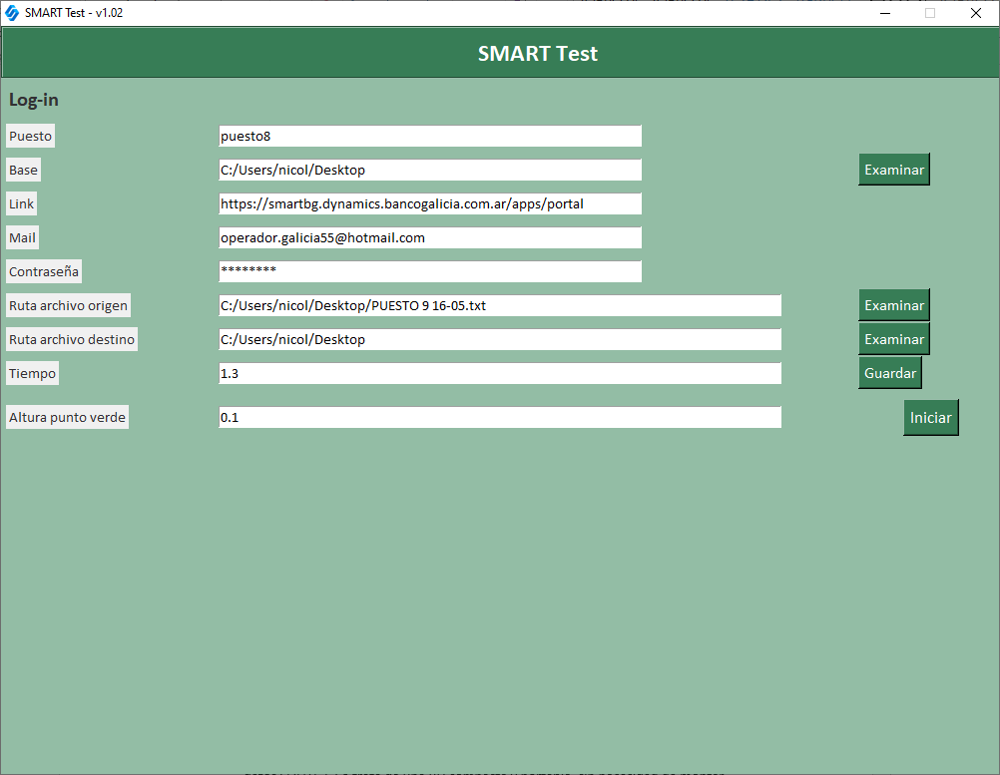 SMART Test - v1.02
SMART Test
Log-in
Puesto puesto8
Base C:/Users/nicol/Desktop Examinar
Link https://smartbg.dynamics.bancogalicia.com.ar/apps/portal
Mail operador.galicia55@hotmail.com
Contraseña ********
Ruta archivo origen C:/Users/nicol/Desktop/PUESTO 9 16-05.txt Examinar
Ruta archivo destino C:/Users/nicol/Desktop Examinar
Tiempo 1.3 Guardar
Altura punto verde 0.1 Iniciar